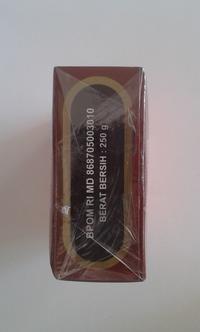 BPOM RI MD 868705003010
BERAT BERSIH : 250 g